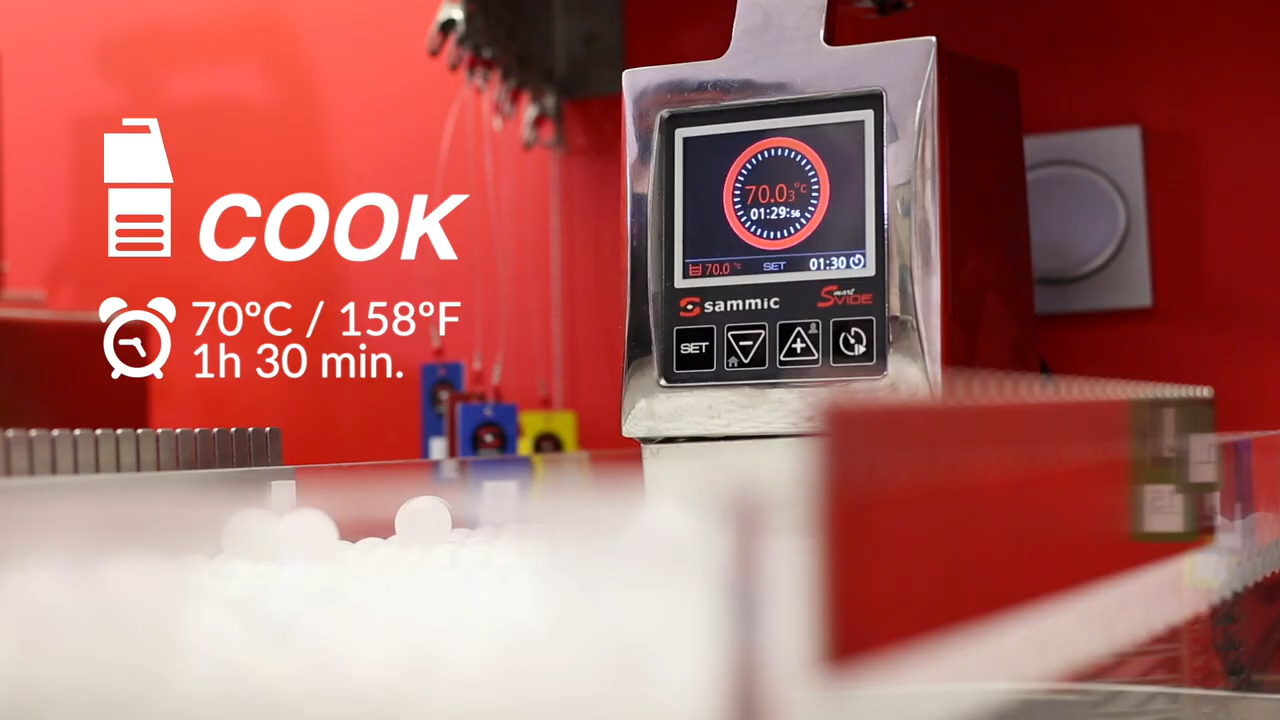 COOK
70°C / 158°F
1h 30 min.
70.03°C
01:29:56
70.0 °C SET 01:30
sammic Smart SVIDE
SET